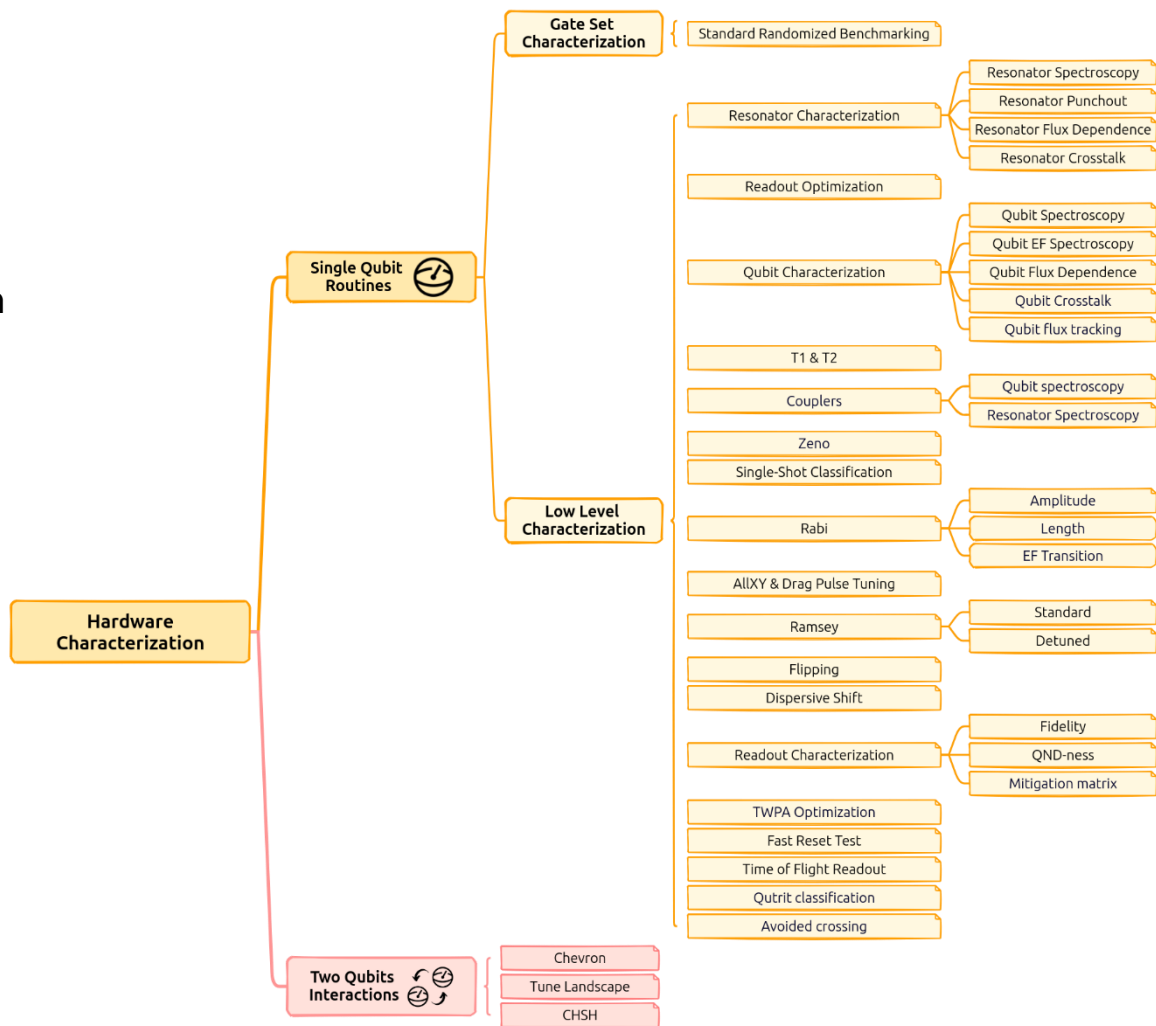 Gate Set
Characterization
Standard Randomized Benchmarking
Resonator Characterization
Resonator Spectroscopy
Resonator Punchout
Resonator Flux Dependence
Resonator Crosstalk
Readout Optimization
Single Qubit
Routines
Qubit Characterization
Qubit Spectroscopy
Qubit EF Spectroscopy
Qubit Flux Dependence
Qubit Crosstalk
Qubit flux tracking
T1 & T2
Couplers
Qubit spectroscopy
Resonator Spectroscopy
Zeno
Single-Shot Classification
Low Level
Characterization
Rabi
Amplitude
Length
EF Transition
AllXY & Drag Pulse Tuning
Hardware
Characterization
Ramsey
Standard
Detuned
Flipping
Dispersive Shift
Readout Characterization
Fidelity
QND-ness
Mitigation matrix
TWPA Optimization
Fast Reset Test
Time of Flight Readout
Qutrit classification
Avoided crossing
Two Qubits
Interactions
Chevron
Tune Landscape
CHSH